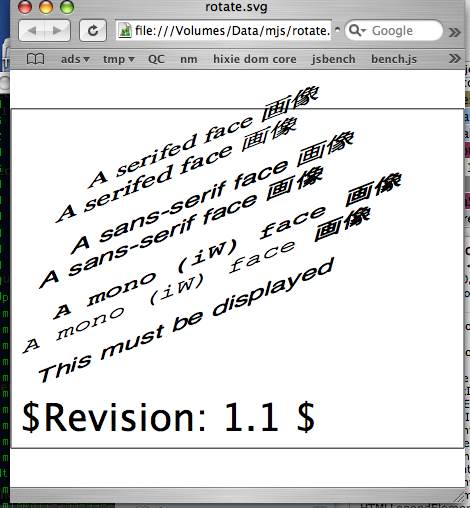 rotate.svg
file:///Volumes/Data/mjs/rotate.
Google
ads tmp QC nm hixie dom core jsbench bench.js
A serifed face 画像
A serifed face 画像
A sans-serif face 画像
A sans-serif face 画像
A mono (iW) face 画像
A mono (iW) face 画像
This must be displayed
$Revision: 1.1 $